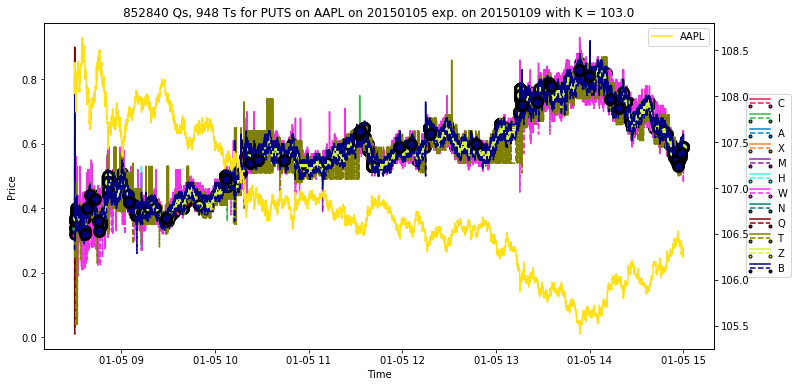 852840 Qs, 948 Ts for PUTS on AAPL on 20150105 exp. on 20150109 with K = 103.0
AAPL
Price
0.8
0.6
0.4
0.2
0.0
108.5
108.0
107.5
107.0
106.5
106.0
105.5
C
I
A
X
M
H
W
N
Q
T
Z
B
01-05 09
01-05 10
01-05 11
01-05 12
01-05 13
01-05 14
01-05 15
Time